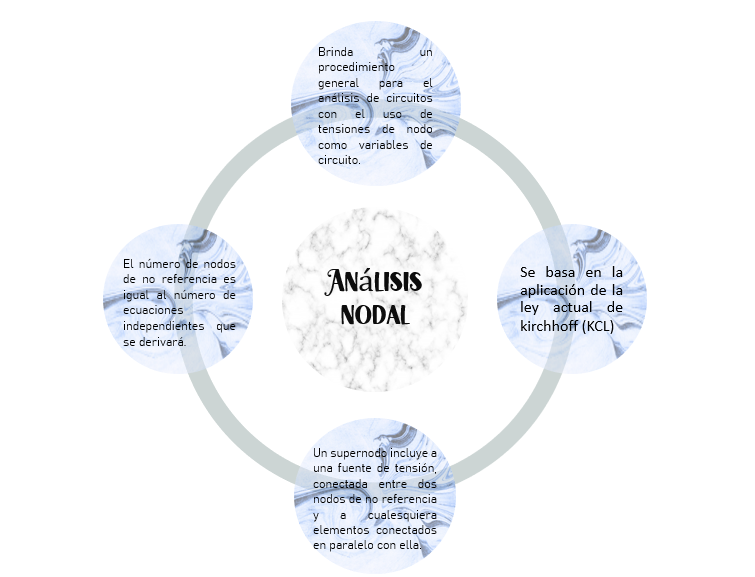 Brinda un
procedimiento
general para el
análisis de circuitos
con el uso de
tensiones de nodo
como variables de
circuito.
El número de nodos
de no referencia es
igual al número de
ecuaciones
independientes que
se derivará.
ANáLISIS
NODAL
Se basa en la
aplicación de la
ley actual de
kirchhoff (KCL)
Un supernodo incluye a
una fuente de tensión,
conectada entre dos
nodos de no referencia
y a cualesquiera
elementos conectados
en paralelo con ella.